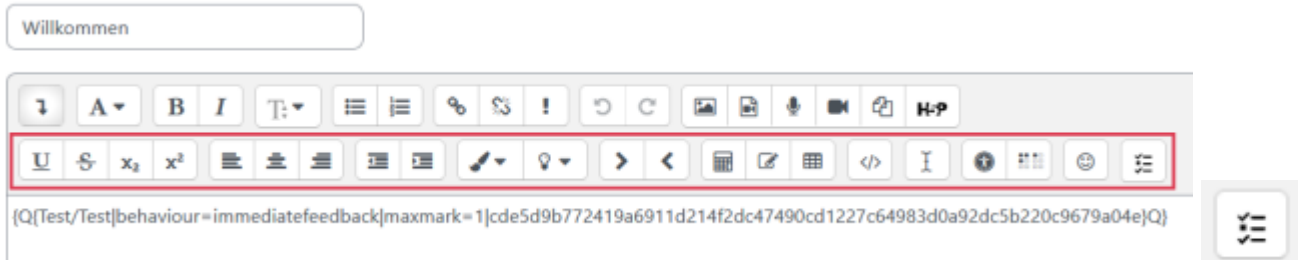 Willkommen
A B I T: ! H-P
U S x₂ x² > < </>
{Q{Test/Test|behaviour=immediatefeedback|maxmark=1|cde5d9b772419a6911d214f2dc47490cd1227c64983d0a92dc5b220c9679a04e}Q}